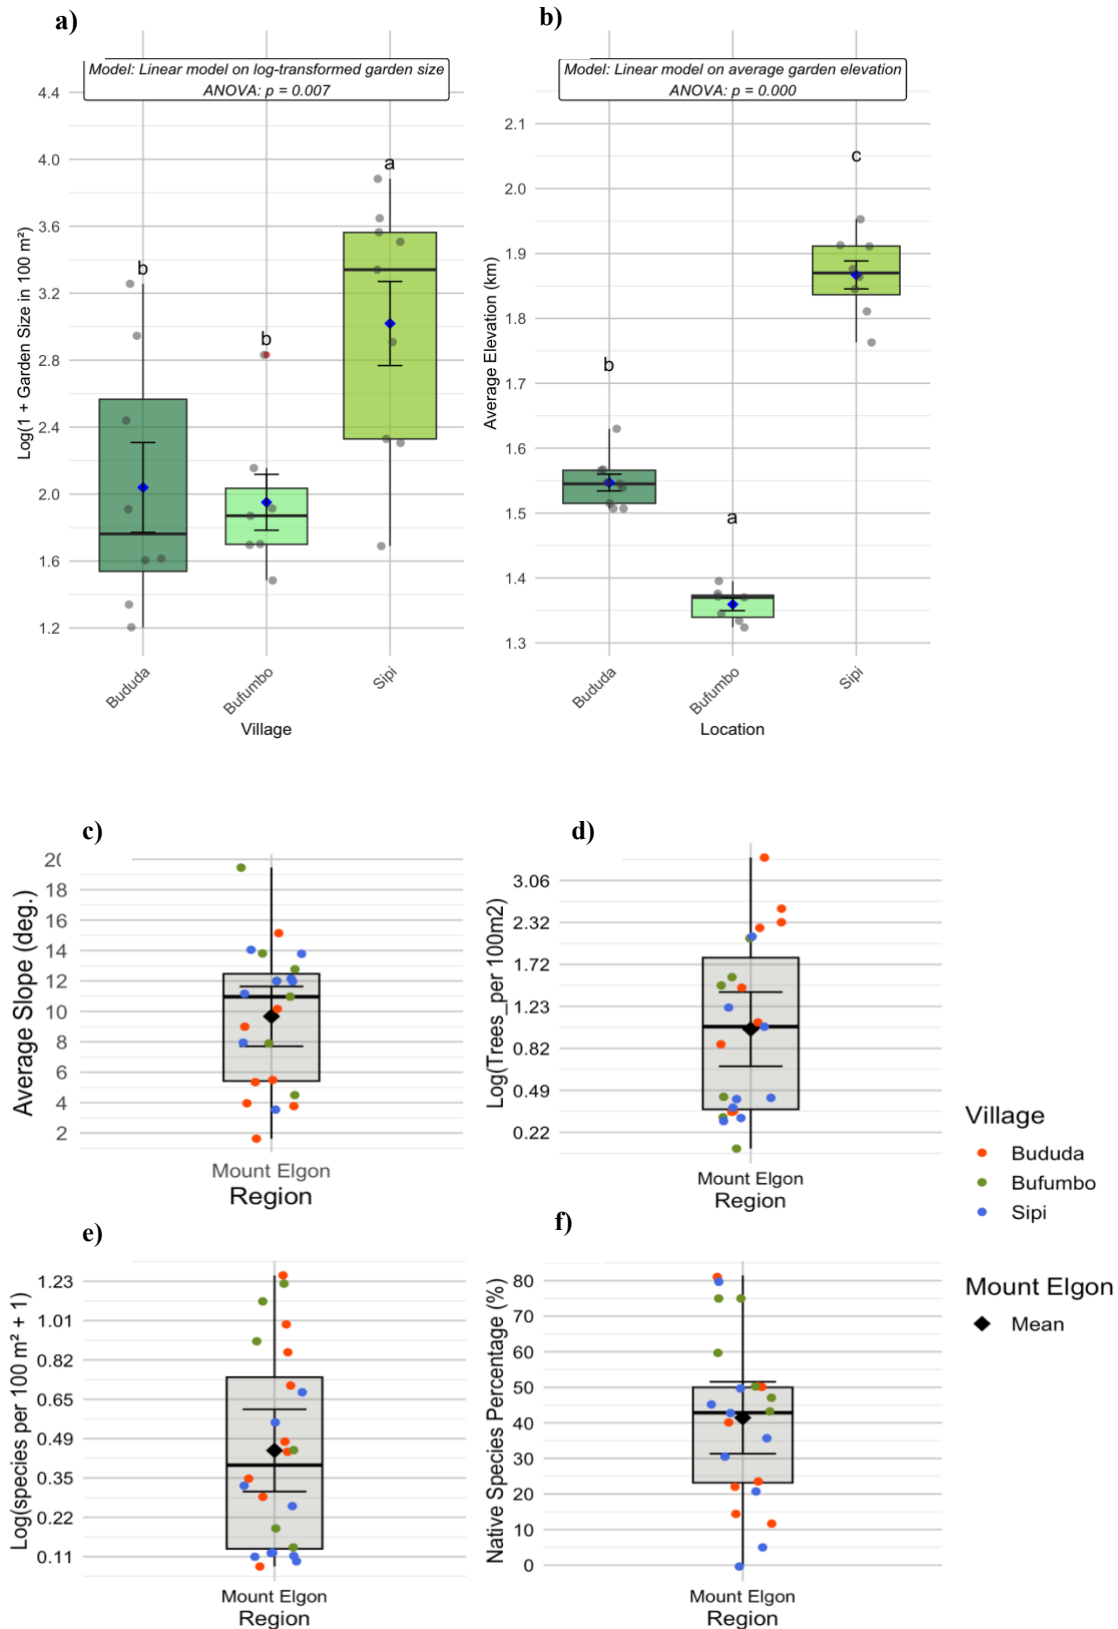 a)
Model: Linear model on log-transformed garden size
ANOVA: p = 0.007
4.4
4.0
3.6
3.2
2.8
2.4
2.0
1.6
1.2
Log(1 + Garden Size in 100 m²)
b
b
a
Bududa
Bufumbo
Sipi
Village
b)
Model: Linear model on average garden elevation
ANOVA: p = 0.000
2.1
2.0
1.9
1.8
1.7
1.6
1.5
1.4
1.3
Average Elevation (km)
b
a
c
Bududa
Bufumbo
Sipi
Location
c)
20
18
16
14
12
10
8
6
4
2
Average Slope (deg.)
Mount Elgon
Region
d)
3.06
2.32
1.72
1.23
0.82
0.49
0.22
Log(Trees_per 100m2)
Mount Elgon
Region
Village
Bududa
Bufumbo
Sipi
Mount Elgon
Mean
e)
1.23
1.01
0.82
0.65
0.49
0.35
0.22
0.11
Log(species per 100 m² + 1)
Mount Elgon
Region
f)
80
70
60
50
40
30
20
10
0
Native Species Percentage (%)
Mount Elgon
Region